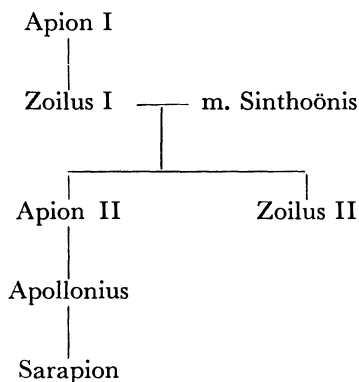 Apion I
Zoilus I m. Sinthoönis
Apion II Zoilus II
Apollonius
Sarapion